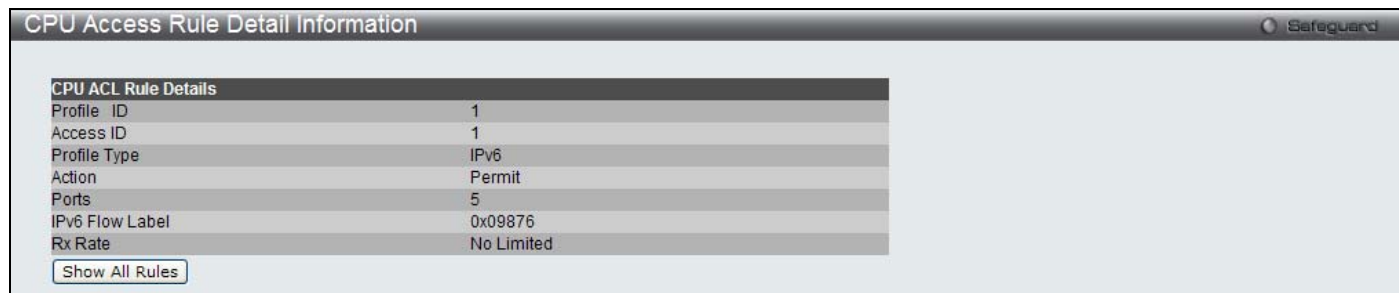 CPU Access Rule Detail Information
Safeguard
CPU ACL Rule Details
Profile ID 1
Access ID 1
Profile Type IPv6
Action Permit
Ports 5
IPv6 Flow Label 0x09876
Rx Rate No Limited
Show All Rules